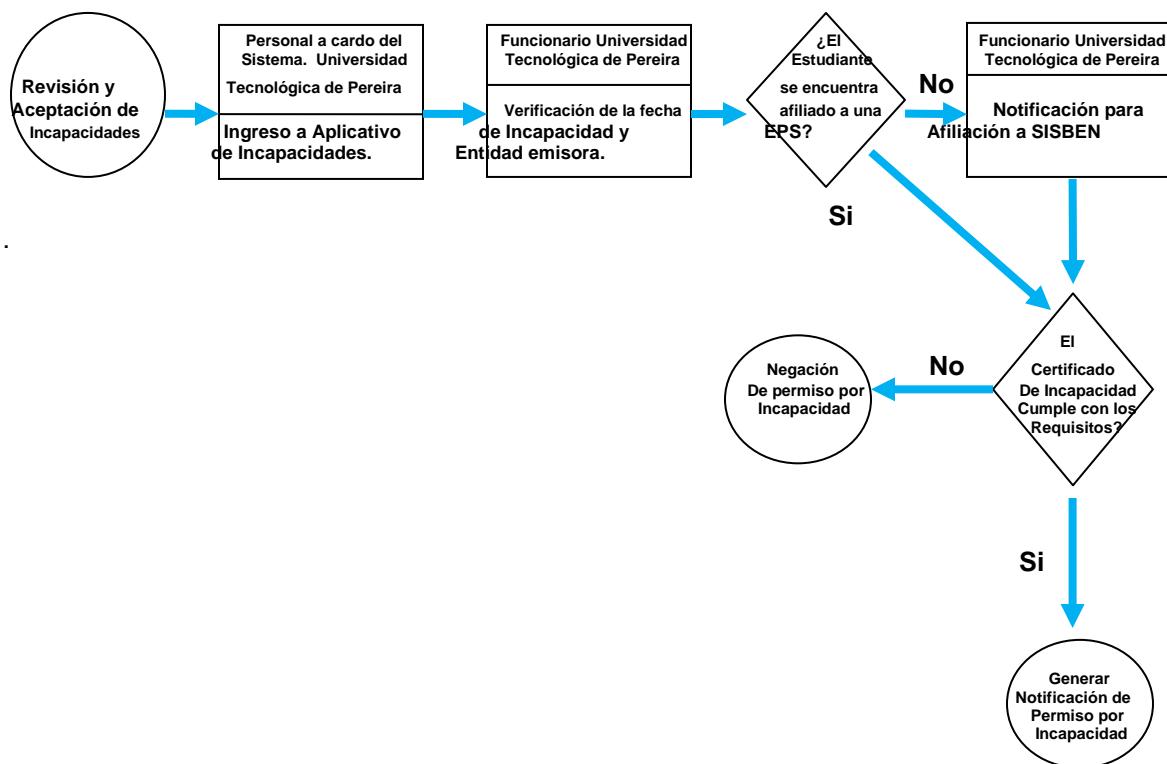 Revisión y
Aceptación de
Incapacidades
Personal a cardo del
Sistema. Universidad
Tecnológica de Pereira
Ingreso a Aplicativo
de Incapacidades.
Funcionario Universidad
Tecnológica de Pereira
Verificación de la fecha
de Incapacidad y
Entidad emisora.
¿El
Estudiante
se encuentra
afiliado a una
EPS?
No
Funcionario Universidad
Tecnológica de Pereira
Notificación para
Afiliación a SISBEN
Si
.
El
Certificado
De Incapacidad
Cumple con los
Requisitos?
No
Negación
De permiso por
Incapacidad
Si
Generar
Notificación de
Permiso por
Incapacidad